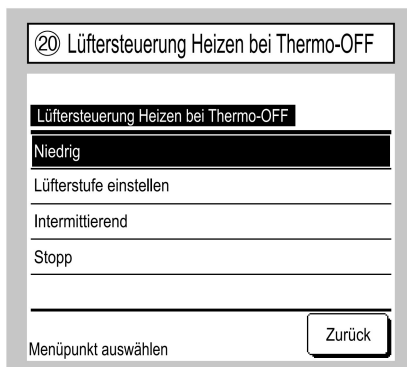 ⑳ Lüftersteuerung Heizen bei Thermo-OFF
Lüftersteuerung Heizen bei Thermo-OFF
Niedrig
Lüfterstufe einstellen
Intermittierend
Stopp
Zurück
Menüpunkt auswählen